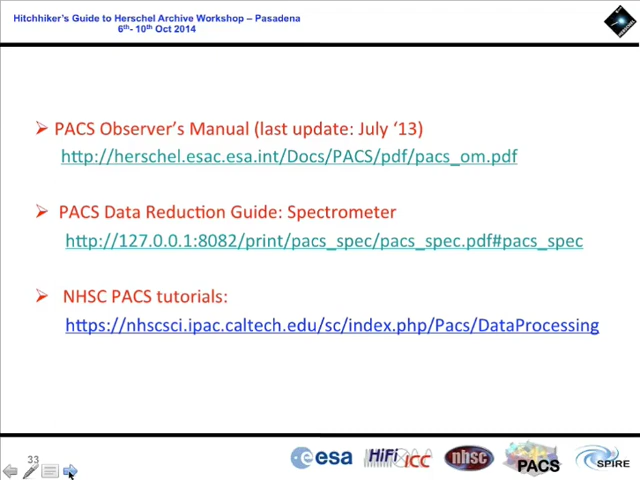 Hitchhiker's Guide to Herschel Archive Workshop – Pasadena
6th- 10th Oct 2014
PACS Observer's Manual (last update: July '13)
http://herschel.esac.esa.int/Docs/PACS/pdf/pacs_om.pdf
PACS Data Reduction Guide: Spectrometer
http://127.0.0.1:8082/print/pacs_spec/pacs_spec.pdf#pacs_spec
NHSC PACS tutorials:
https://nhscsci.ipac.caltech.edu/sc/index.php/Pacs/DataProcessing
33
esa HiFi ICC nhsc PACS SPIRE